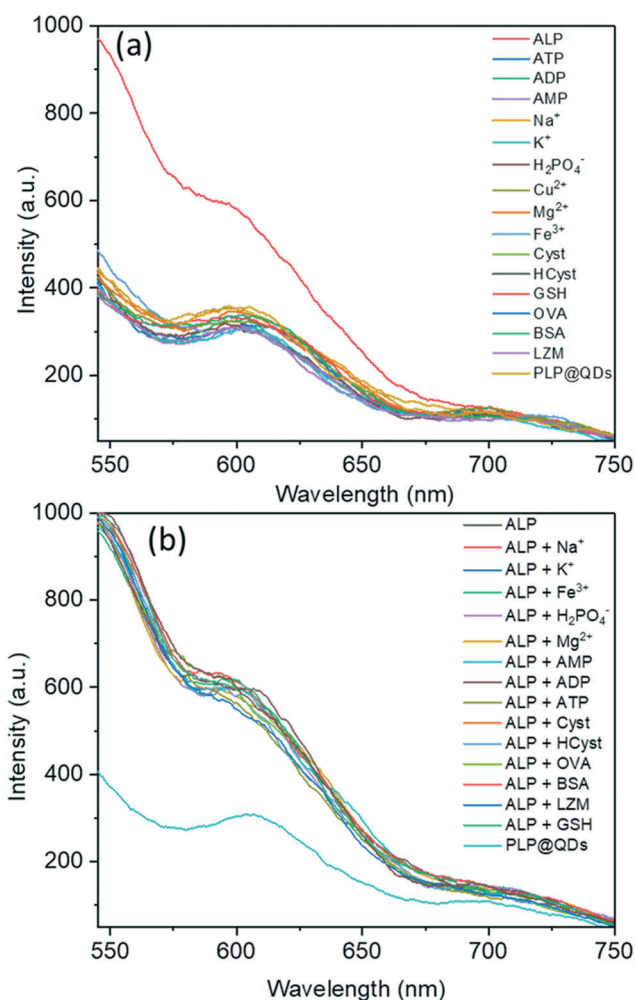 (a)
1000
800
600
400
200
Intensity (a.u.)
ALP
ATP
ADP
AMP
Na⁺
K⁺
H₂PO₄⁻
Cu²⁺
Mg²⁺
Fe³⁺
Cyst
HCyst
GSH
OVA
BSA
LZM
PLP@QDs
550 600 650 700 750
Wavelength (nm)
(b)
1000
800
600
400
200
Intensity (a.u.)
ALP
ALP + Na⁺
ALP + K⁺
ALP + Fe³⁺
ALP + H₂PO₄⁻
ALP + Mg²⁺
ALP + AMP
ALP + ADP
ALP + ATP
ALP + Cyst
ALP + HCyst
ALP + OVA
ALP + BSA
ALP + LZM
ALP + GSH
PLP@QDs
550 600 650 700 750
Wavelength (nm)